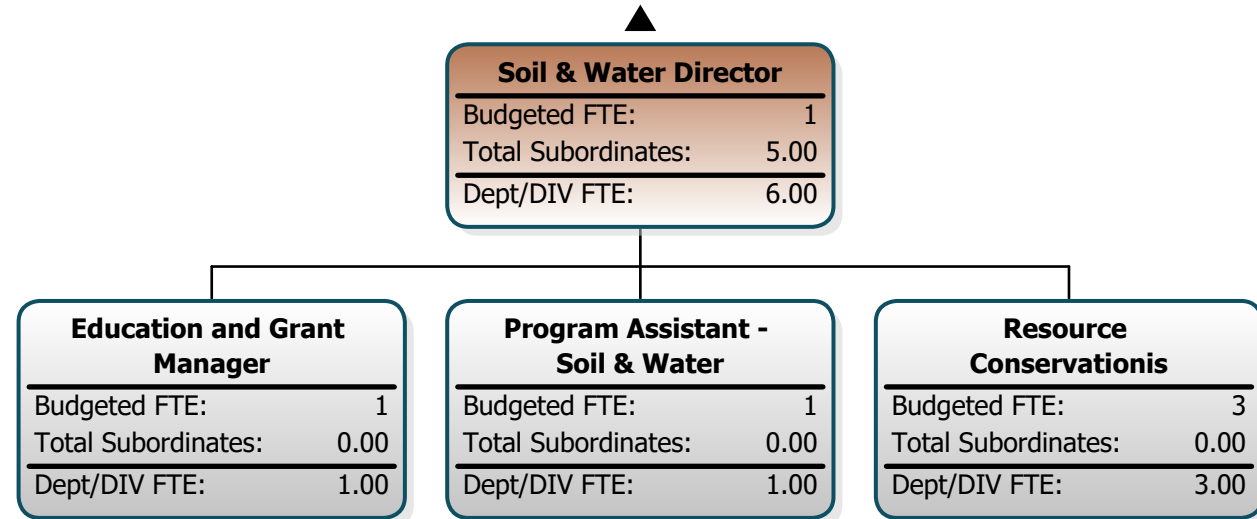 Soil & Water Director
Budgeted FTE: 1
Total Subordinates: 5.00
Dept/DIV FTE: 6.00
Education and Grant
Manager
Budgeted FTE: 1
Total Subordinates: 0.00
Dept/DIV FTE: 1.00
Program Assistant -
Soil & Water
Budgeted FTE: 1
Total Subordinates: 0.00
Dept/DIV FTE: 1.00
Resource
Conservationis
Budgeted FTE: 3
Total Subordinates: 0.00
Dept/DIV FTE: 3.00